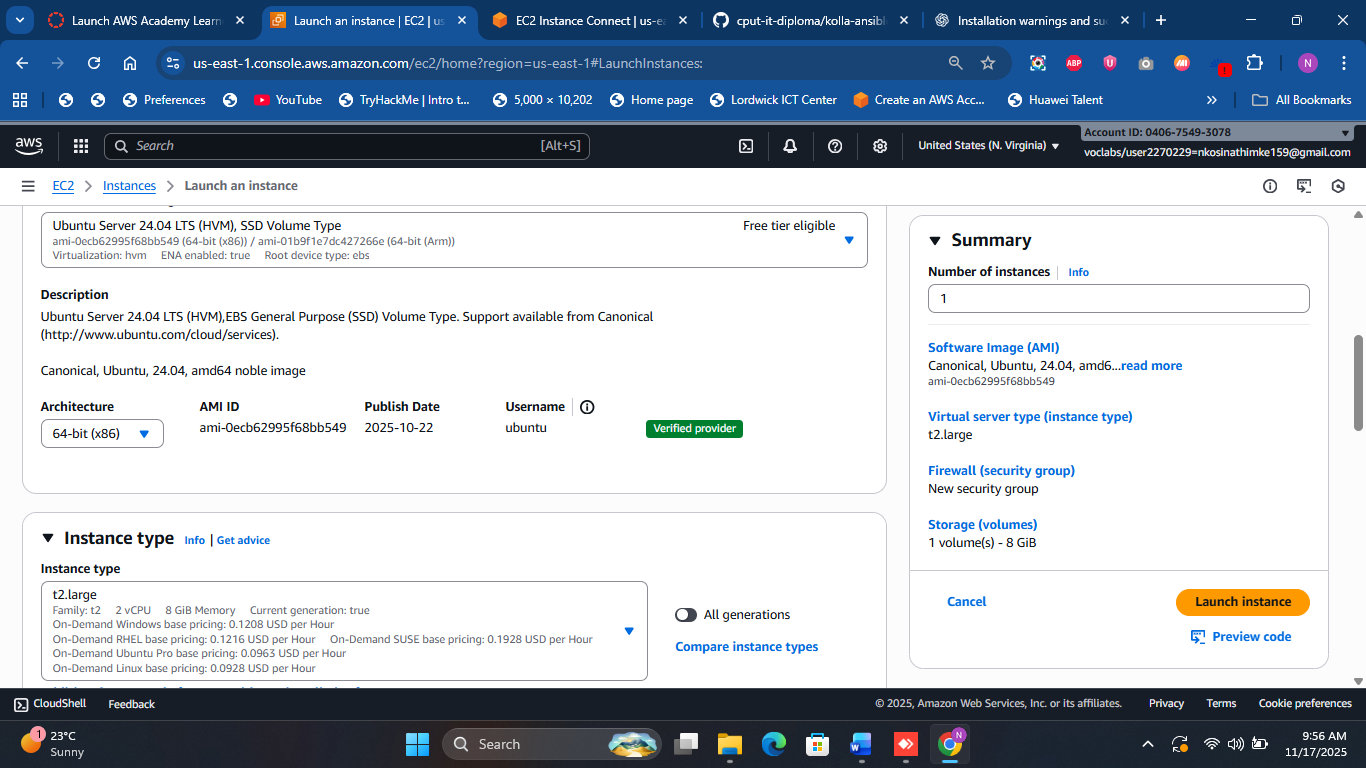 Launch AWS Academy Learn
Launch an instance | EC2 | us
EC2 Instance Connect | us-ea
cput-it-diploma/kolla-ansibl
Installation warnings and su
us-east-1.console.aws.amazon.com/ec2/home?region=us-east-1#LaunchInstances:
ABP
N
Preferences
YouTube
TryHackMe | Intro t...
5,000 × 10,202
Home page
Lordwick ICT Center
Create an AWS Acc...
Huawei Talent
»
All Bookmarks
aws
Search
[Alt+S]
United States (N. Virginia)
Account ID: 0406-7549-3078
voclabs/user2270229=nkosinathimke159@gmail.com
EC2 > Instances > Launch an instance
Ubuntu Server 24.04 LTS (HVM), SSD Volume Type
Free tier eligible
ami-0ecb62995f68bb549 (64-bit (x86)) / ami-01b9f1e7dc427266e (64-bit (Arm))
Virtualization: hvm ENA enabled: true Root device type: ebs
Description
Ubuntu Server 24.04 LTS (HVM),EBS General Purpose (SSD) Volume Type. Support available from Canonical
(http://www.ubuntu.com/cloud/services).
Canonical, Ubuntu, 24.04, amd64 noble image
Architecture AMI ID Publish Date Username
64-bit (x86) ami-0ecb62995f68bb549 2025-10-22 ubuntu Verified provider
Instance type Info | Get advice
Instance type
t2.large
Family: t2 2 vCPU 8 GiB Memory Current generation: true
On-Demand Windows base pricing: 0.1208 USD per Hour
On-Demand RHEL base pricing: 0.1216 USD per Hour On-Demand SUSE base pricing: 0.1928 USD per Hour
On-Demand Ubuntu Pro base pricing: 0.0963 USD per Hour
On-Demand Linux base pricing: 0.0928 USD per Hour
All generations
Compare instance types
Summary
Number of instances Info
1
Software Image (AMI)
Canonical, Ubuntu, 24.04, amd6...read more
ami-0ecb62995f68bb549
Virtual server type (instance type)
t2.large
Firewall (security group)
New security group
Storage (volumes)
1 volume(s) - 8 GiB
Cancel
Launch instance
Preview code
CloudShell Feedback
© 2025, Amazon Web Services, Inc. or its affiliates. Privacy Terms Cookie preferences
1
23°C
Sunny
Search
N
9:56 AM
11/17/2025